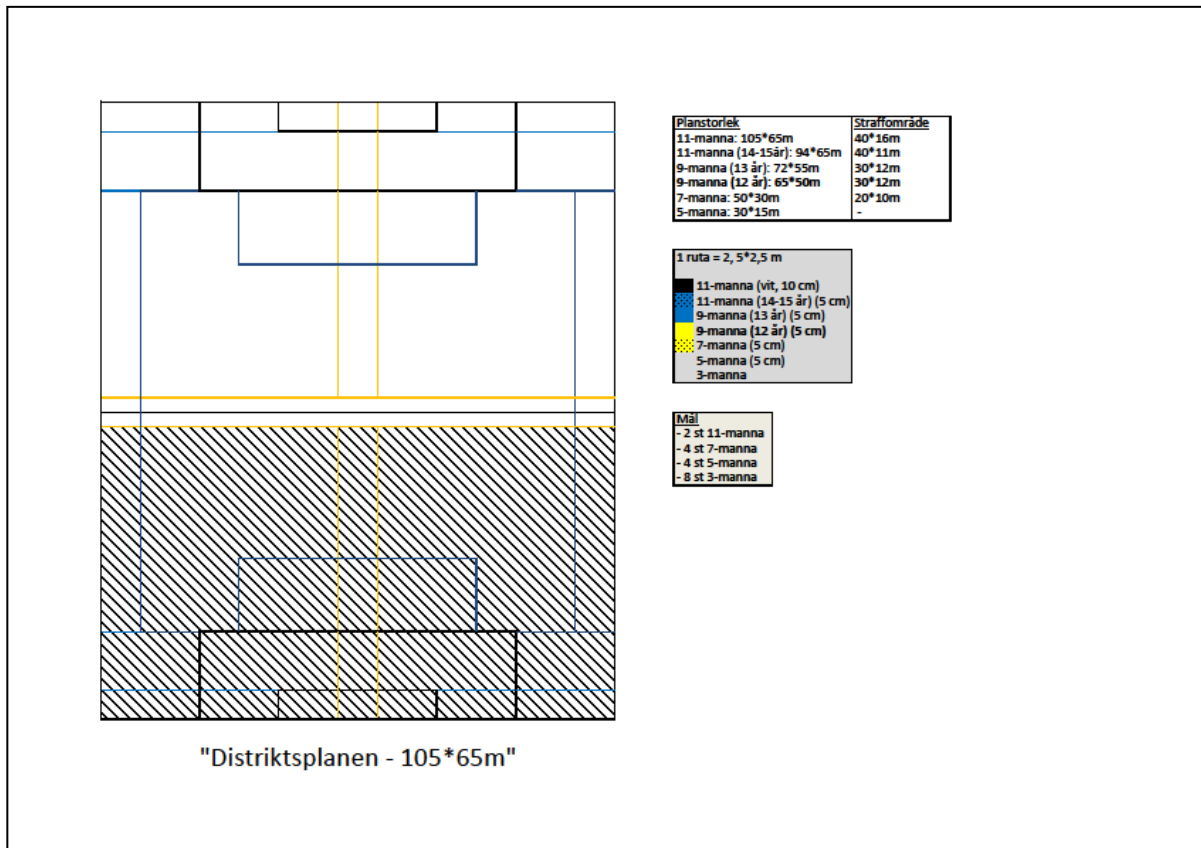 Planstorlek Straffområde
11-manna: 105*65m 40*16m
11-manna (14-15år): 94*65m 40*11m
9-manna (13 år): 72*55m 30*12m
9-manna (12 år): 65*50m 30*12m
7-manna: 50*30m 20*10m
5-manna: 30*15m -
1 ruta = 2, 5*2,5 m
11-manna (vit, 10 cm)
11-manna (14-15 år) (5 cm)
9-manna (13 år) (5 cm)
9-manna (12 år) (5 cm)
7-manna (5 cm)
5-manna (5 cm)
3-manna
Mål
- 2 st 11-manna
- 4 st 7-manna
- 4 st 5-manna
- 8 st 3-manna
"Distriktsplanen - 105*65m"